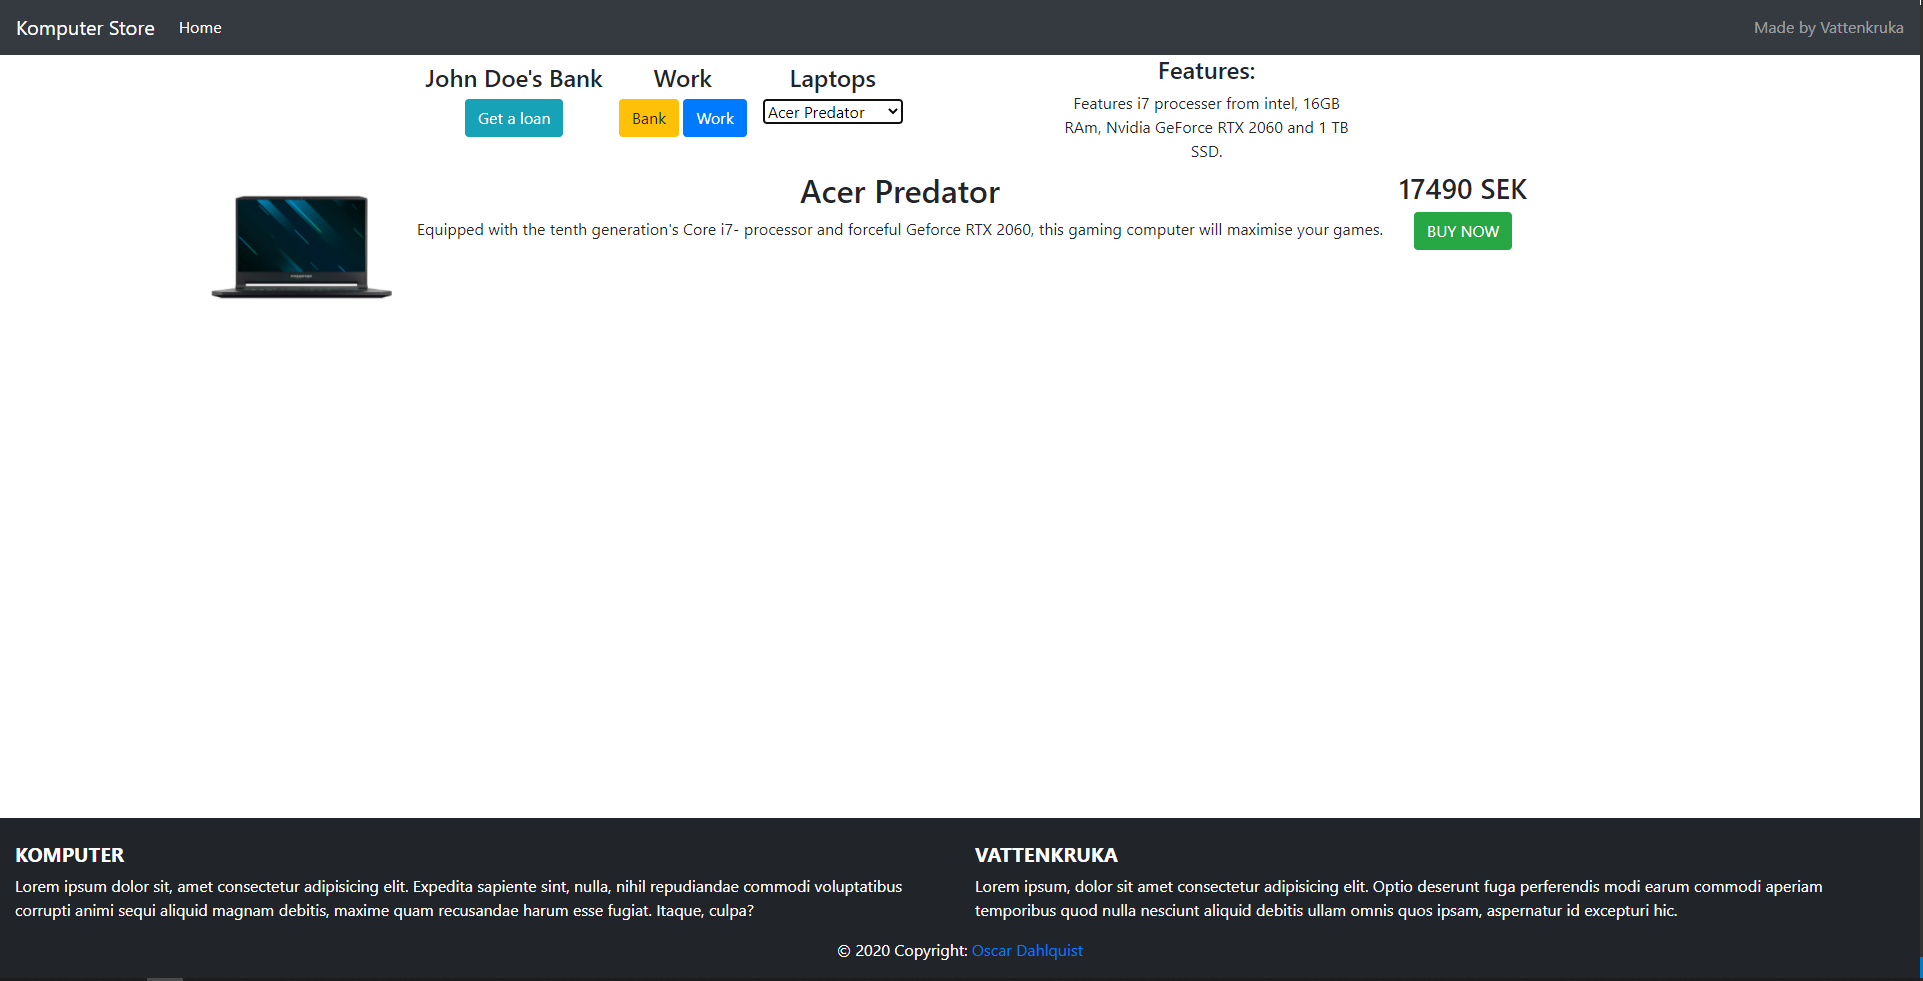 Komputer Store Home Made by Vattenkruka
John Doe's Bank Work Laptops Features:
Get a loan Bank Work Acer Predator
Features i7 processer from intel, 16GB
RAm, Nvidia GeForce RTX 2060 and 1 TB
SSD.
Acer Predator
Equipped with the tenth generation's Core i7- processor and forceful Geforce RTX 2060, this gaming computer will maximise your games.
17490 SEK
BUY NOW
KOMPUTER
Lorem ipsum dolor sit, amet consectetur adipisicing elit. Expedita sapiente sint, nulla, nihil repudiandae commodi voluptatibus
corrupti animi sequi aliquid magnam debitis, maxime quam recusandae harum esse fugiat. Itaque, culpa?
VATTENKRUKA
Lorem ipsum, dolor sit amet consectetur adipisicing elit. Optio deserunt fuga perferendis modi earum commodi aperiam
temporibus quod nulla nesciunt aliquid debitis ullam omnis quos ipsam, aspernatur id excepturi hic.
© 2020 Copyright: Oscar Dahlquist